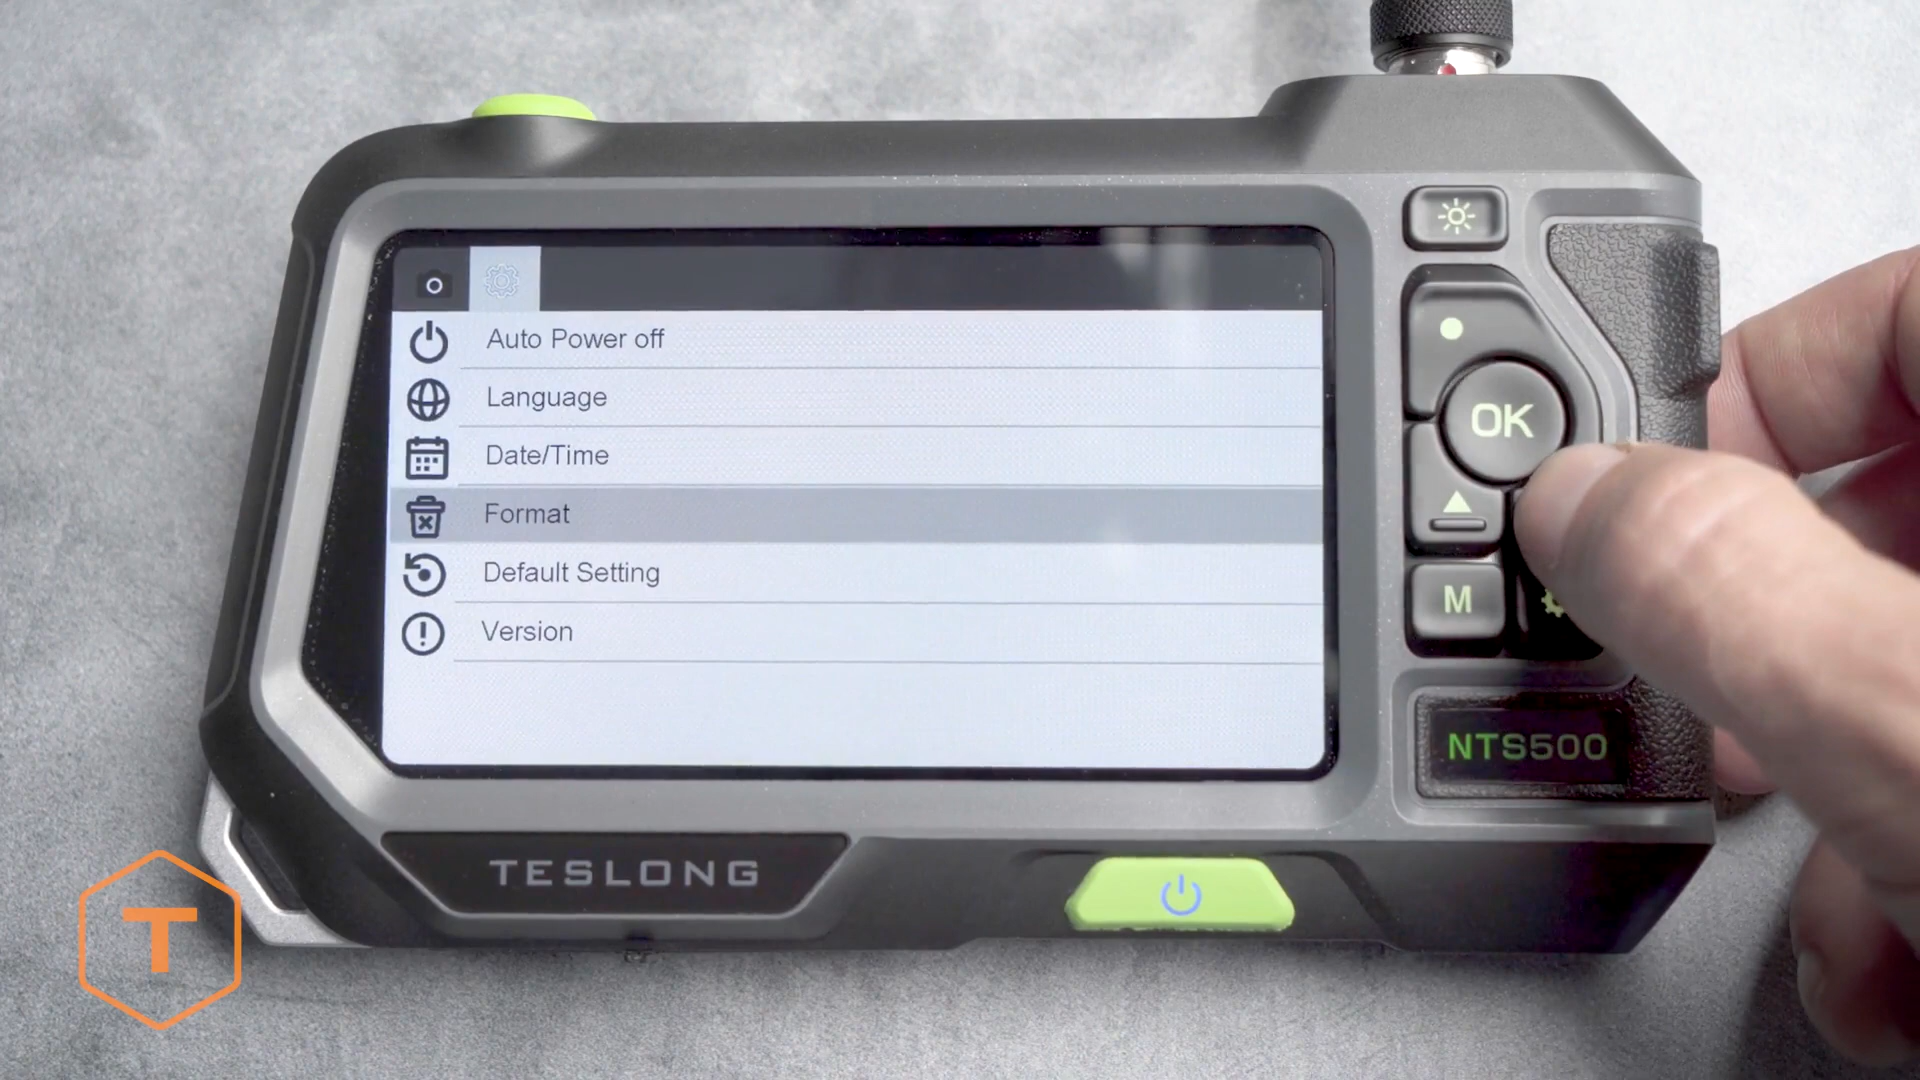 Auto Power off
Language
Date/Time
Format
Default Setting
Version
OK
M
NTS500
TESLONG
T